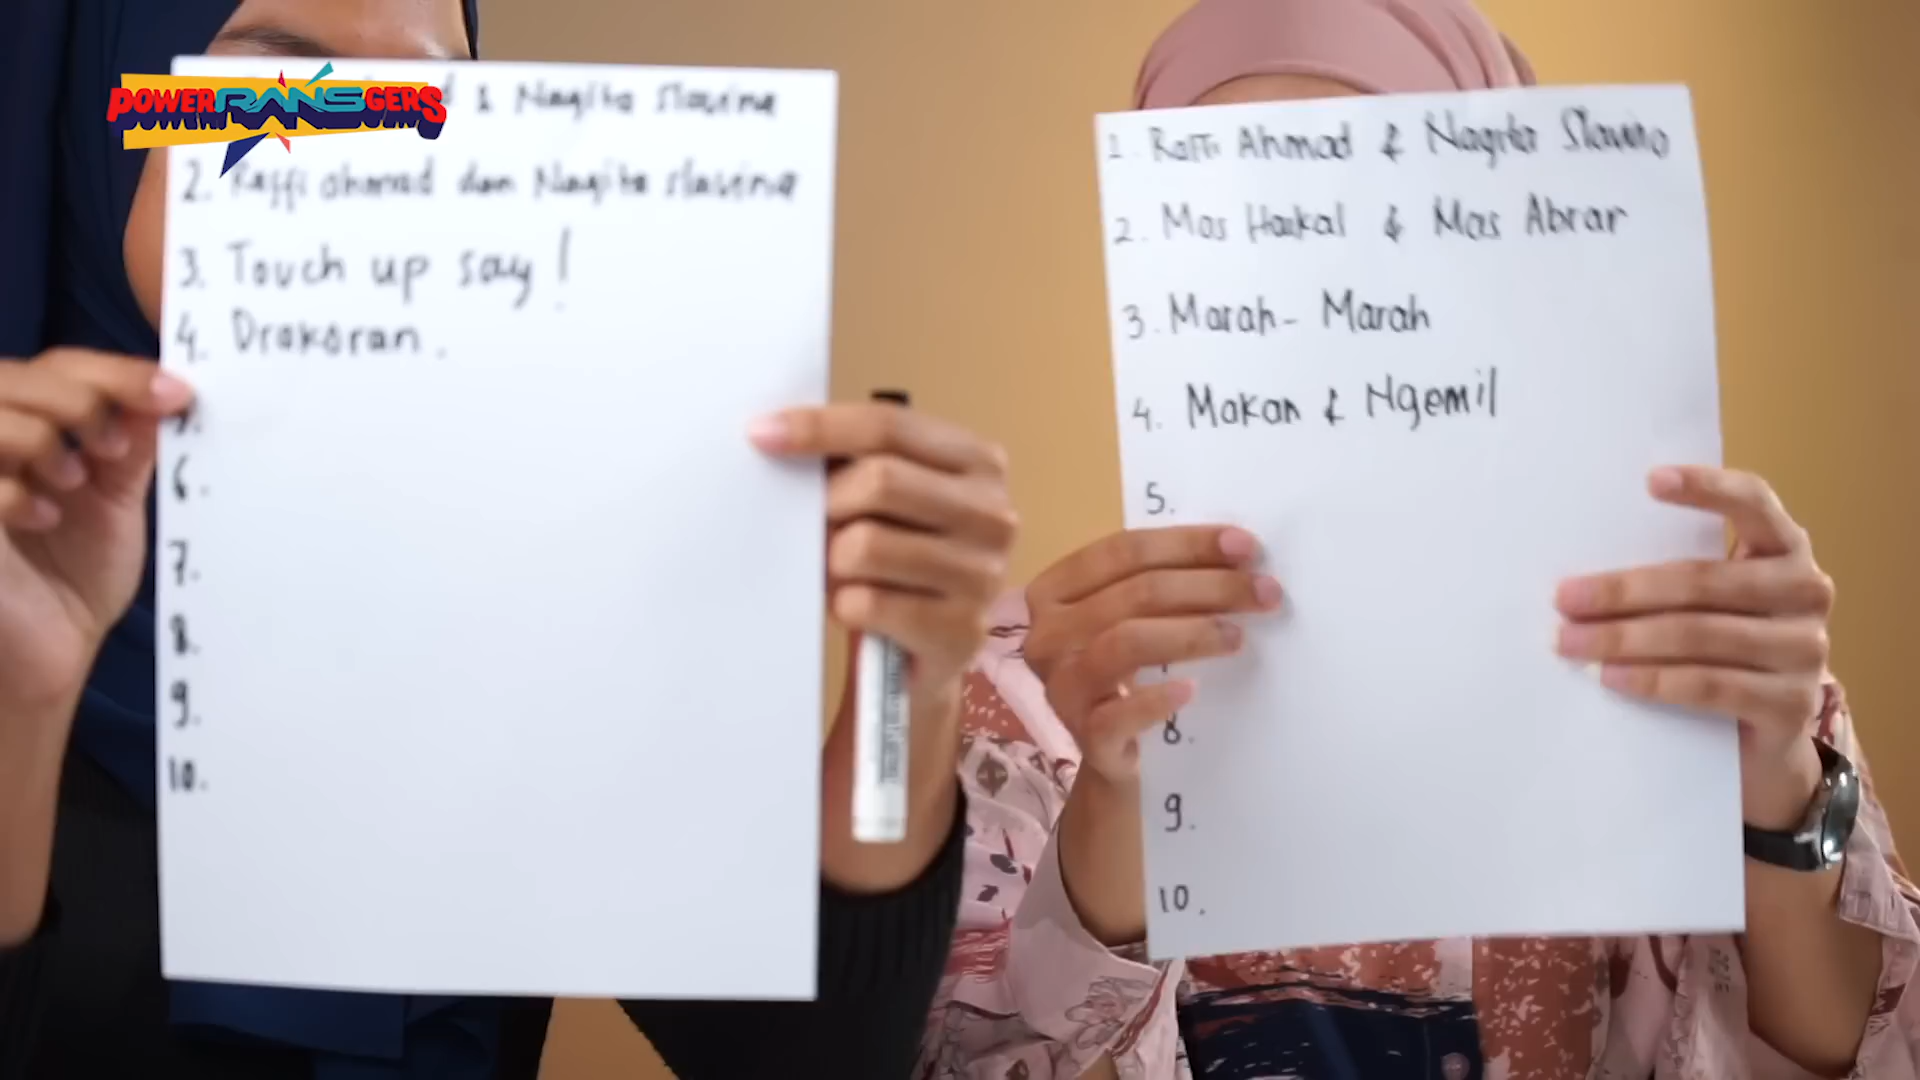 POWERRANSGERS
& Nagita Slavina
2. Raffi ahmad dan Nagita slavina
3. Touch up say!
4. Drakoran.
6.
7.
8.
9.
10.
1. Raffi Ahmad & Nagita Slavina
2. Mas Haikal & Mas Abrar
3. Marah-Marah
4. Makan & Ngemil
5.
8.
9.
10.